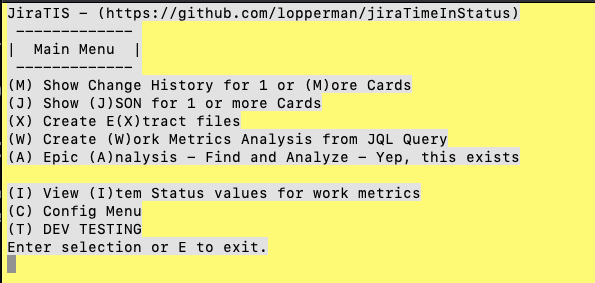 JiraTIS – (https://github.com/lopperman/jiraTimeInStatus)
-------------
|  Main Menu  |
-------------
(M) Show Change History for 1 or (M)ore Cards
(J) Show (J)SON for 1 or more Cards
(X) Create E(X)tract files
(W) Create (W)ork Metrics Analysis from JQL Query
(A) Epic (A)nalysis – Find and Analyze – Yep, this exists
(I) View (I)tem Status values for work metrics
(C) Config Menu
(T) DEV TESTING
Enter selection or E to exit.